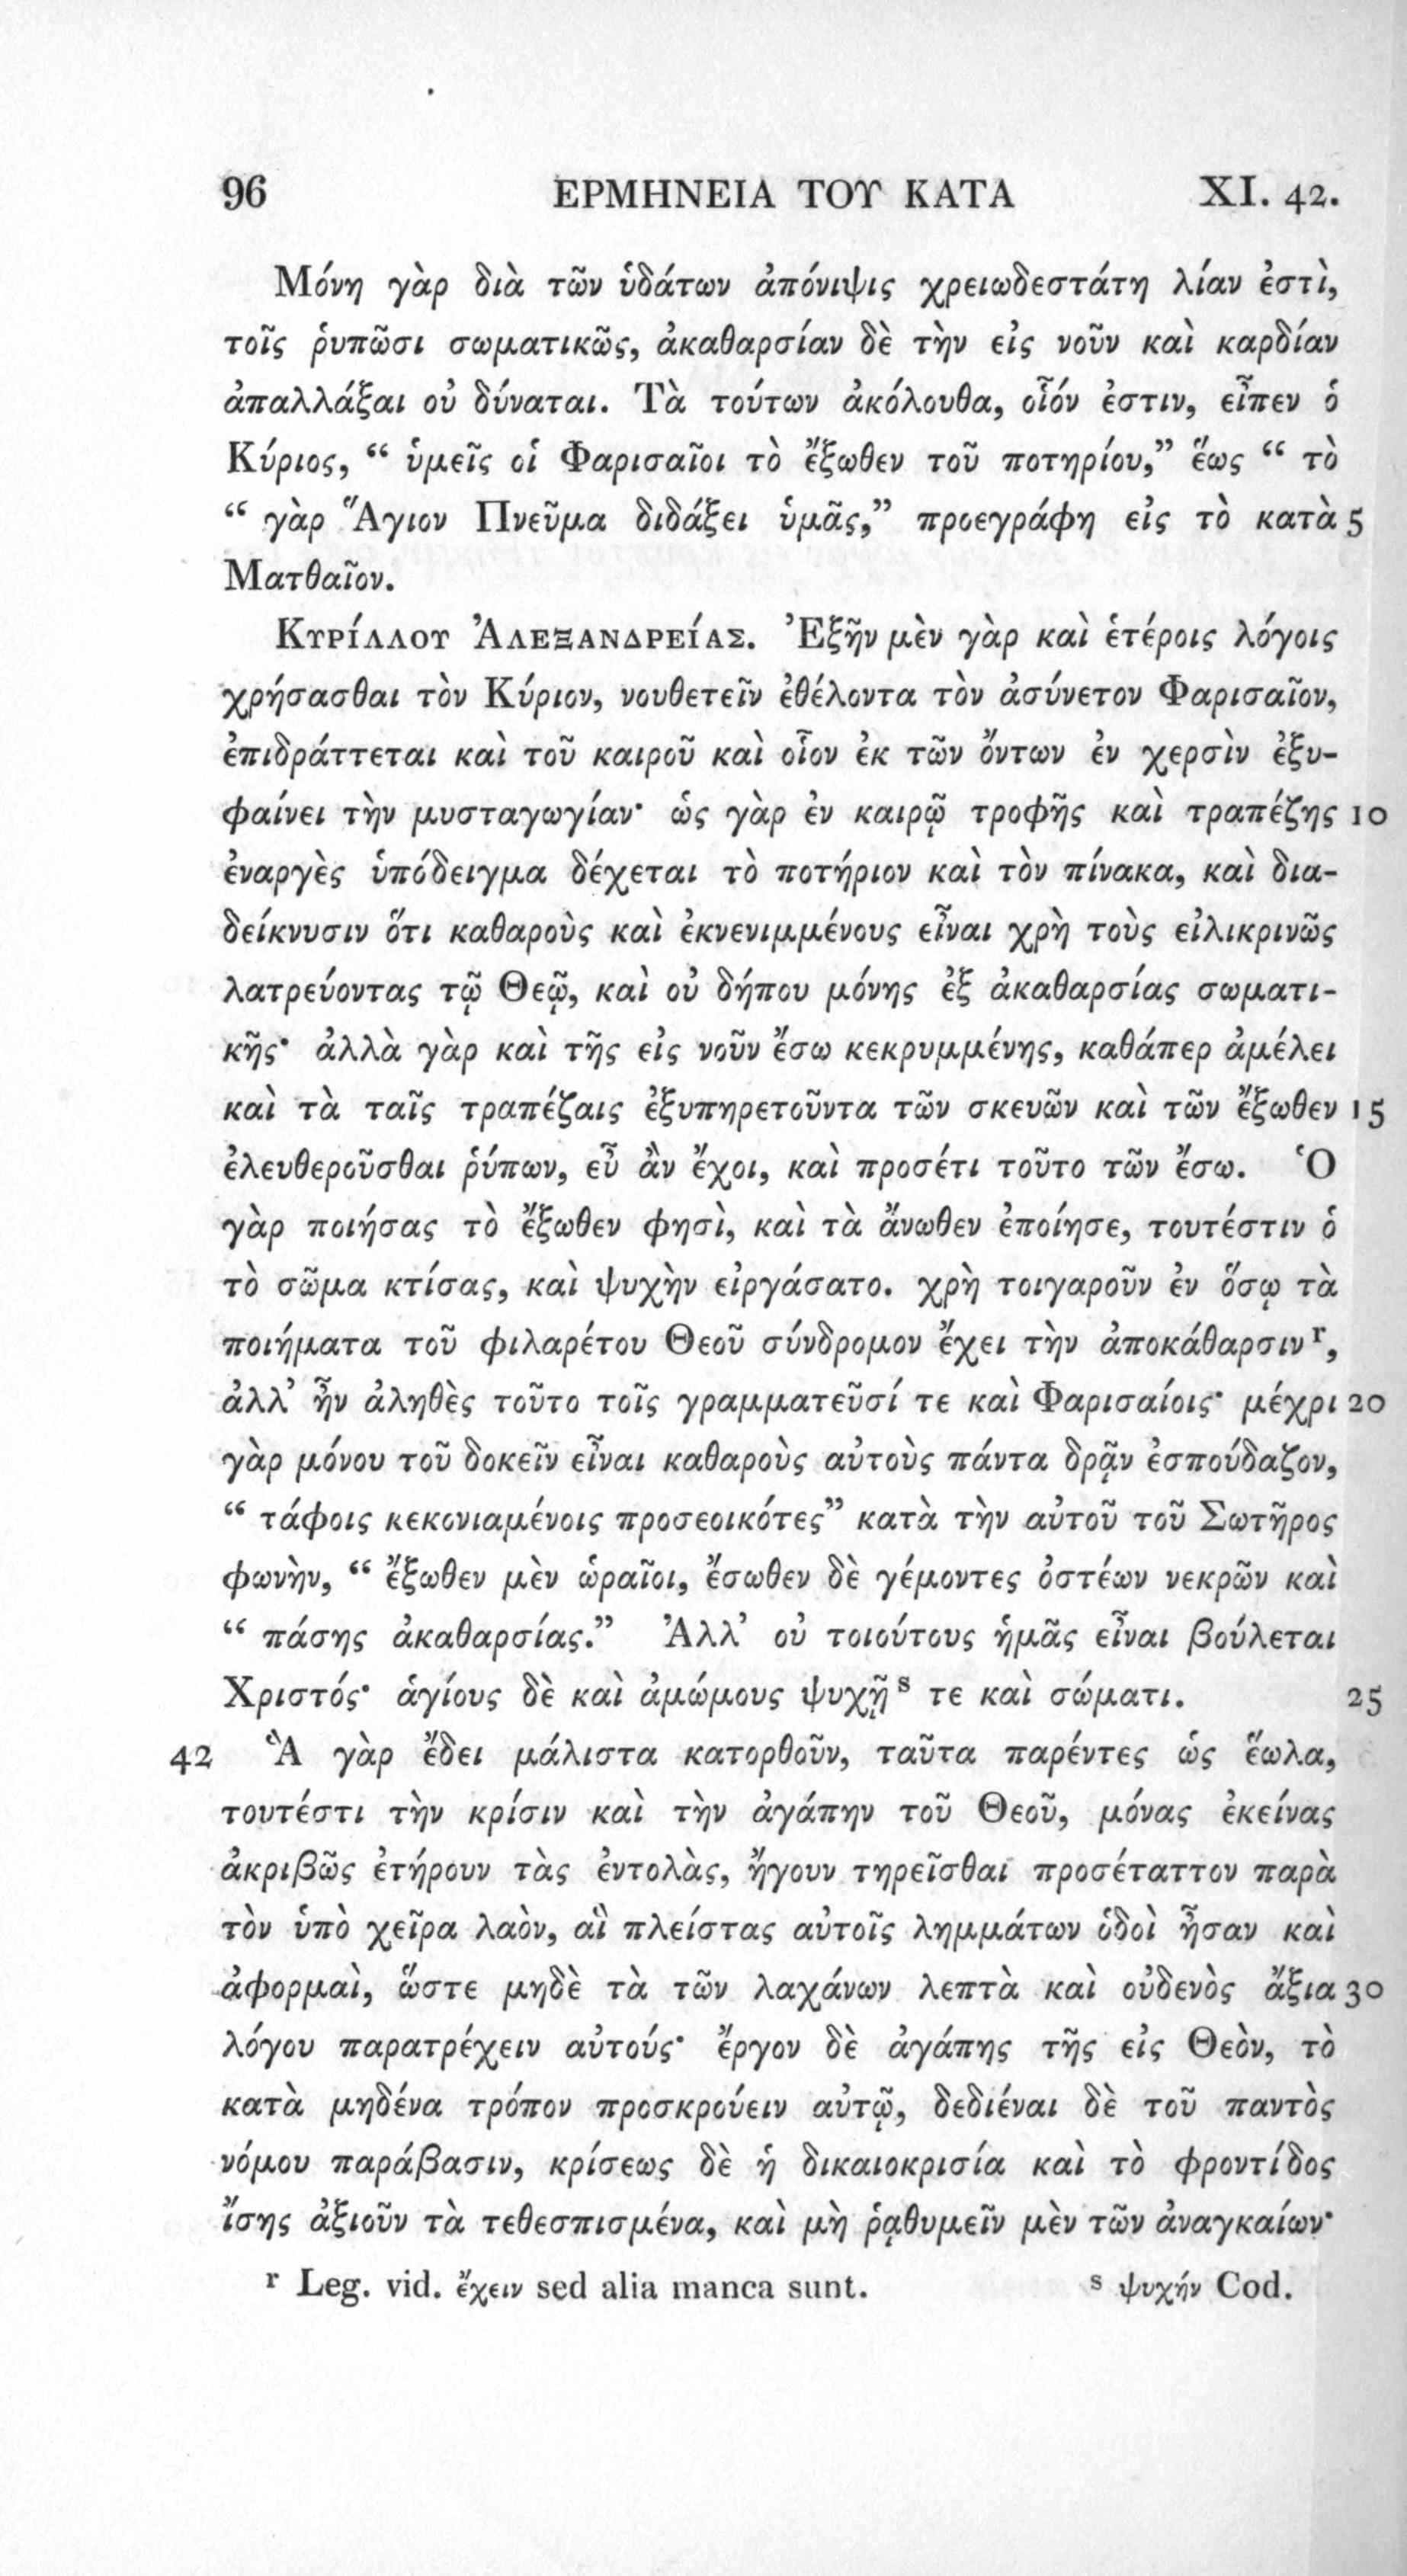 96 ΕΡΜΗΝΕΙΑ ΤΟΥ ΚΑΤΑ XI. 42.
Μόνη γὰρ διὰ τῶν ὑδάτων ἀπόνιψις χρειωδεστάτη λίαν ἐστὶ,
τοῖς ῥυπῶσι σωματικῶς, ἀκαθαρσίαν δὲ τὴν εἰς νοῦν καὶ καρδίαν
ἀπαλλάξαι οὐ δύναται. Τὰ τούτων ἀκόλουθα, οἷόν ἐστιν, εἶπεν ὁ
Κύριος, “ ὑμεῖς οἱ Φαρισαῖοι τὸ ἔξωθεν τοῦ ποτηρίου,” ἕως “ τὸ
“ γὰρ Ἅγιον Πνεῦμα διδάξει ὑμᾶς,” προεγράφη εἰς τὸ κατὰ 5
Ματθαῖον.
Κυρίλλου Ἀλεξανδρείας. Ἐξῆν μὲν γὰρ καὶ ἑτέροις λόγοις
χρήσασθαι τὸν Κύριον, νουθετεῖν ἐθέλοντα τὸν ἀσύνετον Φαρισαῖον,
ἐπιδράττεται καὶ τοῦ καιροῦ καὶ οἷον ἐκ τῶν ὄντων ἐν χερσὶν ἐξυ-
φαίνει τὴν μυσταγωγίαν· ὡς γὰρ ἐν καιρῷ τροφῆς καὶ τραπέζης 10
ἐναργὲς ὑπόδειγμα δέχεται τὸ ποτήριον καὶ τὸν πίνακα, καὶ δια-
δείκνυσιν ὅτι καθαροὺς καὶ ἐκνενιμμένους εἶναι χρὴ τοὺς εἰλικρινῶς
λατρεύοντας τῷ Θεῷ, καὶ οὐ δήπου μόνης ἐξ ἀκαθαρσίας σωματι-
κῆς· ἀλλὰ γὰρ καὶ τῆς εἰς νοῦν ἔσω κεκρυμμένης, καθάπερ ἀμέλει
καὶ τὰ ταῖς τραπέζαις ἐξυπηρετοῦντα τῶν σκευῶν καὶ τῶν ἔξωθεν 15
ἐλευθεροῦσθαι ῥύπων, εὖ ἂν ἔχοι, καὶ προσέτι τοῦτο τῶν ἔσω. Ὁ
γὰρ ποιήσας τὸ ἔξωθεν φησὶ, καὶ τὰ ἄνωθεν ἐποίησε, τουτέστιν ὁ
τὸ σῶμα κτίσας, καὶ ψυχὴν εἰργάσατο. χρὴ τοιγαροῦν ἐν ὅσῳ τὰ
ποιήματα τοῦ φιλαρέτου Θεοῦ σύνδρομον ἔχει τὴν ἀποκάθαρσιν r,
ἀλλ’ ἦν ἀληθὲς τοῦτο τοῖς γραμματεῦσί τε καὶ Φαρισαίοις· μέχρι 20
γὰρ μόνου τοῦ δοκεῖν εἶναι καθαροὺς αὐτοὺς πάντα δρᾷν ἐσπούδαζον,
“ τάφοις κεκονιαμένοις προσεοικότες” κατὰ τὴν αὐτοῦ τοῦ Σωτῆρος
φωνὴν, “ ἔξωθεν μὲν ὡραῖοι, ἔσωθεν δὲ γέμοντες ὀστέων νεκρῶν καὶ
“ πάσης ἀκαθαρσίας.” Ἀλλ’ οὐ τοιούτους ἡμᾶς εἶναι βούλεται
Χριστός· ἁγίους δὲ καὶ ἀμώμους ψυχῇ s τε καὶ σώματι. 25
42 Ἃ γὰρ ἔδει μάλιστα κατορθοῦν, ταῦτα παρέντες ὡς ἕωλα,
τουτέστι τὴν κρίσιν καὶ τὴν ἀγάπην τοῦ Θεοῦ, μόνας ἐκείνας
ἀκριβῶς ἐτήρουν τὰς ἐντολὰς, ἤγουν τηρεῖσθαι προσέταττον παρὰ
τὸν ὑπὸ χεῖρα λαὸν, αἳ πλείστας αὐτοῖς λημμάτων ὁδοὶ ἦσαν καὶ
ἀφορμαὶ, ὥστε μηδὲ τὰ τῶν λαχάνων λεπτὰ καὶ οὐδενὸς ἄξια 30
λόγου παρατρέχειν αὐτούς· ἔργον δὲ ἀγάπης τῆς εἰς Θεὸν, τὸ
κατὰ μηδένα τρόπον προσκρούειν αὐτῷ, δεδιέναι δὲ τοῦ παντὸς
νόμου παράβασιν, κρίσεως δὲ ἡ δικαιοκρισία καὶ τὸ φροντίδος
ἴσης ἀξιοῦν τὰ τεθεσπισμένα, καὶ μὴ ῥᾳθυμεῖν μὲν τῶν ἀναγκαίων·
r Leg. vid. ἔχειν sed alia manca sunt. s ψυχήν Cod.